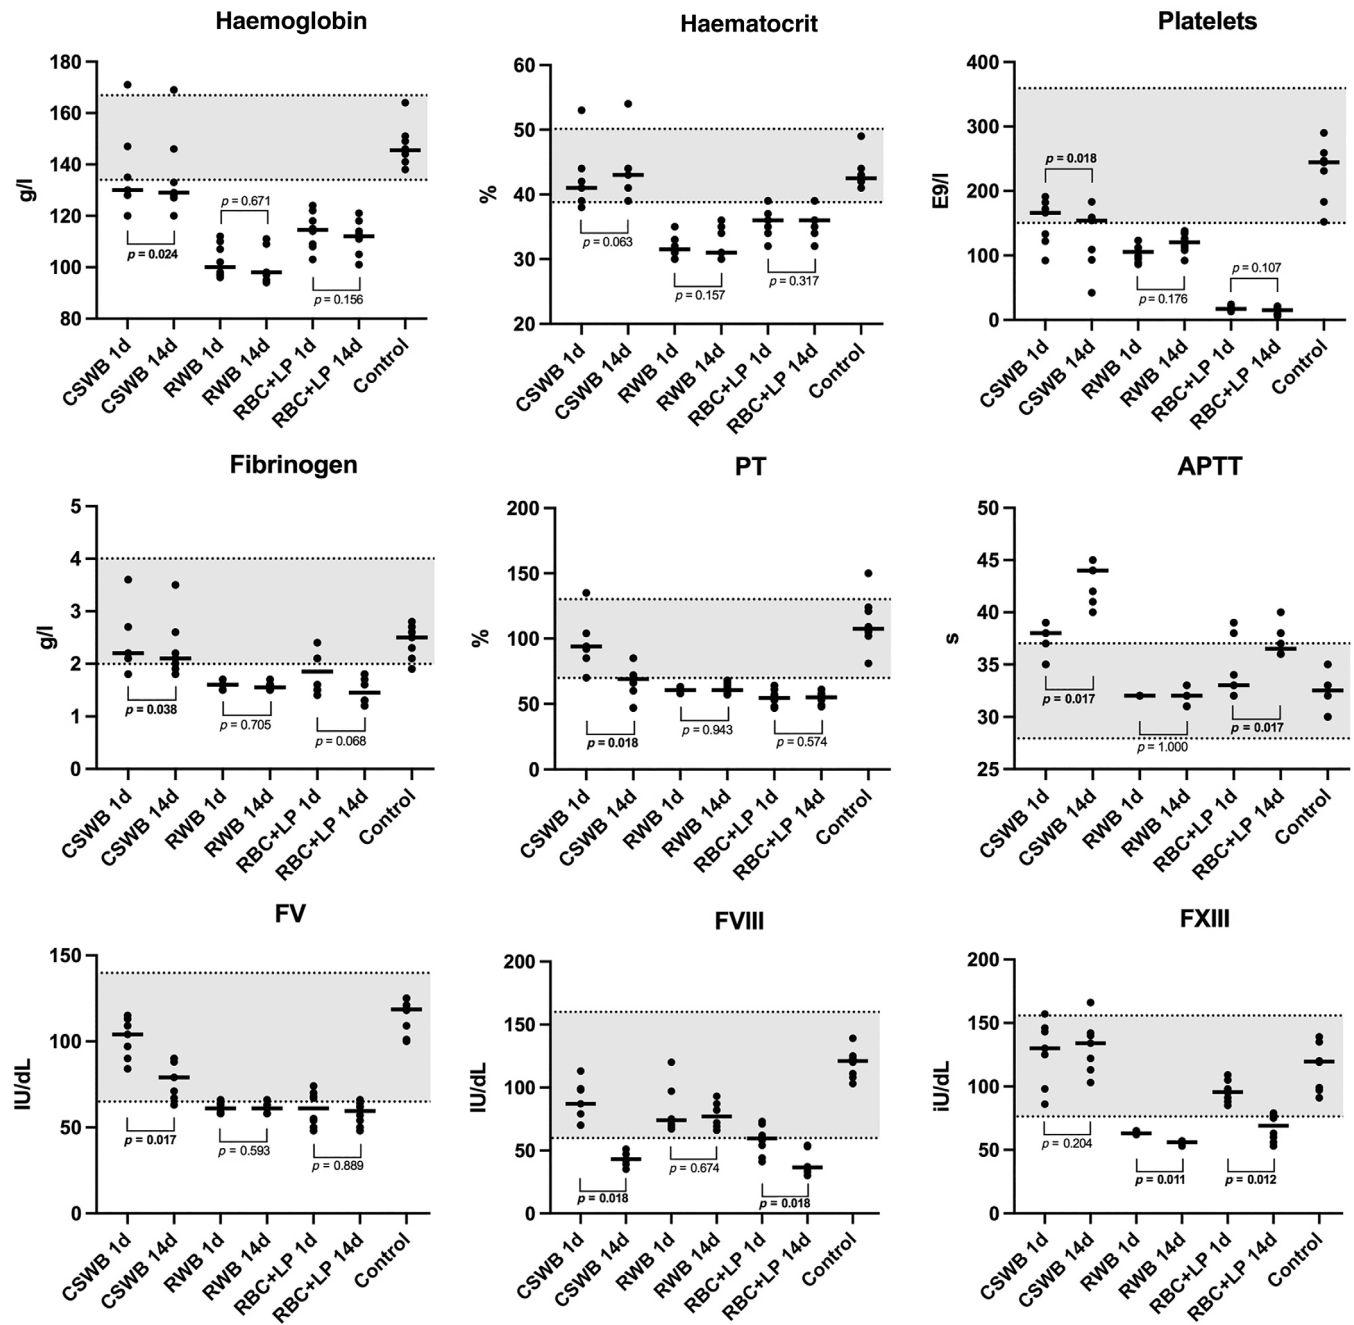 Haemoglobin
180
160
140
120
100
80
g/l
p = 0.024
p = 0.671
p = 0.156
CSWB 1d
CSWB 14d
RWB 1d
RWB 14d
RBC+LP 1d
RBC+LP 14d
Control
Haematocrit
60
50
40
30
20
%
p = 0.063
p = 0.157
p = 0.317
CSWB 1d
CSWB 14d
RWB 1d
RWB 14d
RBC+LP 1d
RBC+LP 14d
Control
Platelets
400
300
200
100
0
E9/l
p = 0.018
p = 0.176
p = 0.107
CSWB 1d
CSWB 14d
RWB 1d
RWB 14d
RBC+LP 1d
RBC+LP 14d
Control
Fibrinogen
5
4
3
2
1
0
g/l
p = 0.038
p = 0.705
p = 0.068
CSWB 1d
CSWB 14d
RWB 1d
RWB 14d
RBC+LP 1d
RBC+LP 14d
Control
PT
200
150
100
50
0
%
p = 0.018
p = 0.943
p = 0.574
CSWB 1d
CSWB 14d
RWB 1d
RWB 14d
RBC+LP 1d
RBC+LP 14d
Control
APTT
50
45
40
35
30
25
s
p = 0.017
p = 1.000
p = 0.017
CSWB 1d
CSWB 14d
RWB 1d
RWB 14d
RBC+LP 1d
RBC+LP 14d
Control
FV
150
100
50
0
IU/dL
p = 0.017
p = 0.593
p = 0.889
CSWB 1d
CSWB 14d
RWB 1d
RWB 14d
RBC+LP 1d
RBC+LP 14d
Control
FVIII
200
150
100
50
0
IU/dL
p = 0.018
p = 0.674
p = 0.018
CSWB 1d
CSWB 14d
RWB 1d
RWB 14d
RBC+LP 1d
RBC+LP 14d
Control
FXIII
200
150
100
50
0
iU/dL
p = 0.204
p = 0.011
p = 0.012
CSWB 1d
CSWB 14d
RWB 1d
RWB 14d
RBC+LP 1d
RBC+LP 14d
Control